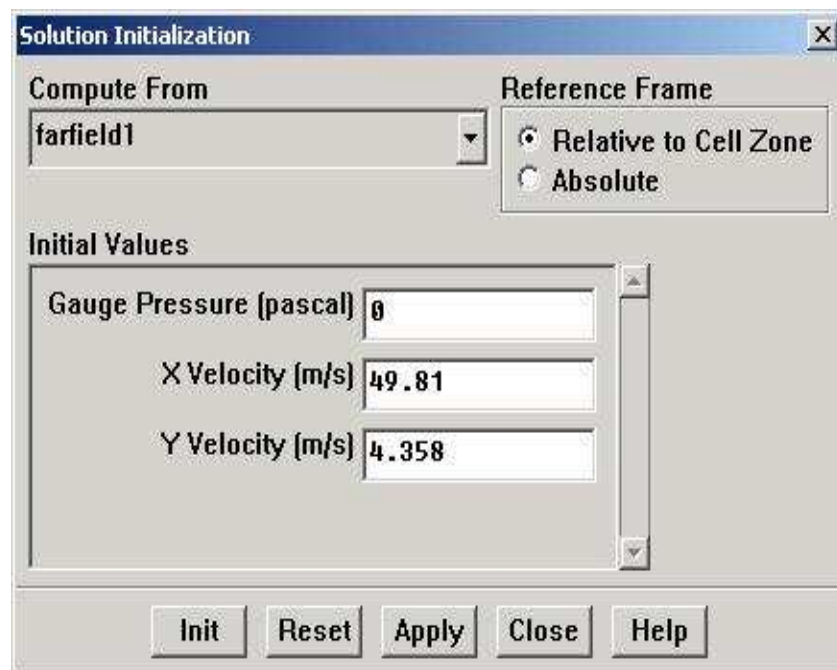 Solution Initialization
Compute From
Reference Frame
farfield1
Relative to Cell Zone
Absolute
Initial Values
Gauge Pressure (pascal) 0
X Velocity (m/s) 49.81
Y Velocity (m/s) 4.358
Init Reset Apply Close Help